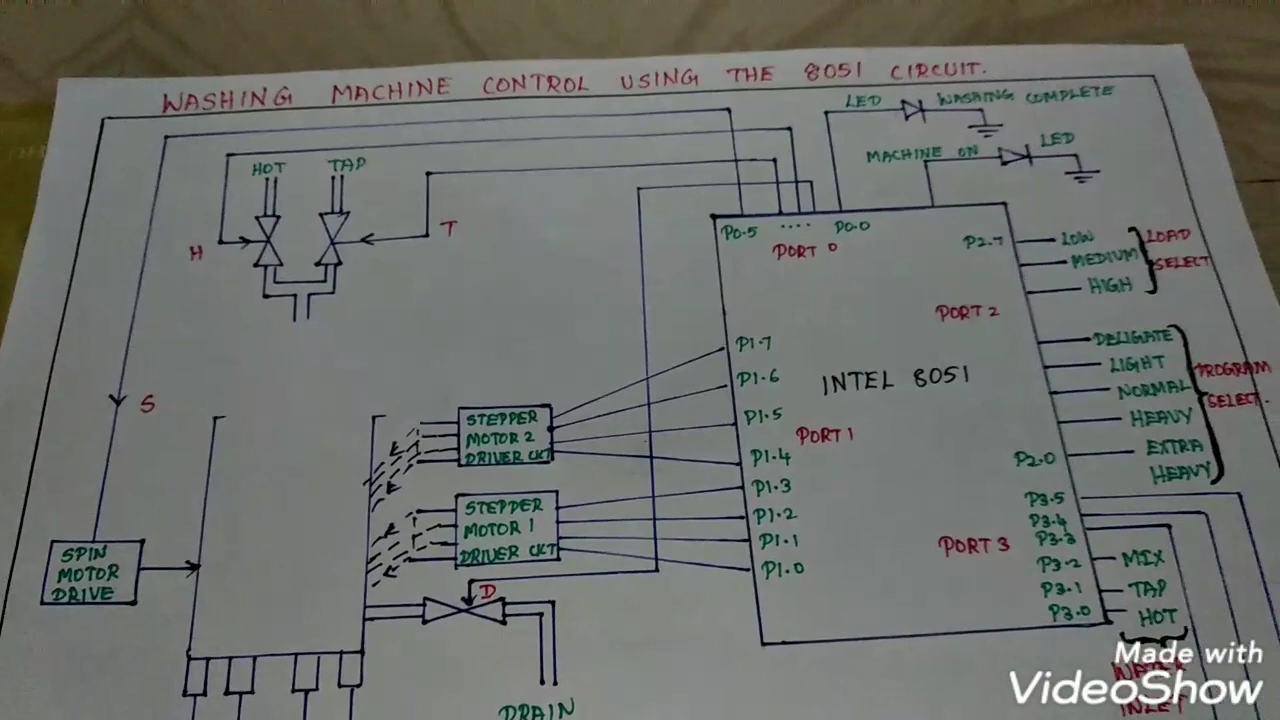 WASHING MACHINE CONTROL USING THE 8051 CIRCUIT.
LED WASHING COMPLETE
MACHINE ON LED
HOT TAP
H
T
P0.5 .... P0.0
PORT 0
P2.7
LOW
MEDIUM
HIGH
LOAD
SELECT
PORT 2
DELIGATE
LIGHT
NORMAL
HEAVY
EXTRA
HEAVY
PROGRAM
SELECT.
P1.7
P1.6
P1.5
P1.4
P1.3
P1.2
P1.1
P1.0
INTEL 8051
PORT 1
S
STEPPER
MOTOR 2
DRIVER CKT
STEPPER
MOTOR 1
DRIVER CKT
P2.0
P3.5
P3.4
P3.3
P3.2
P3.1
P3.0
PORT 3
MIX
TAP
HOT
WATER
INLET
SPIN
MOTOR
DRIVE
D
DRAIN
Made with
VideoShow